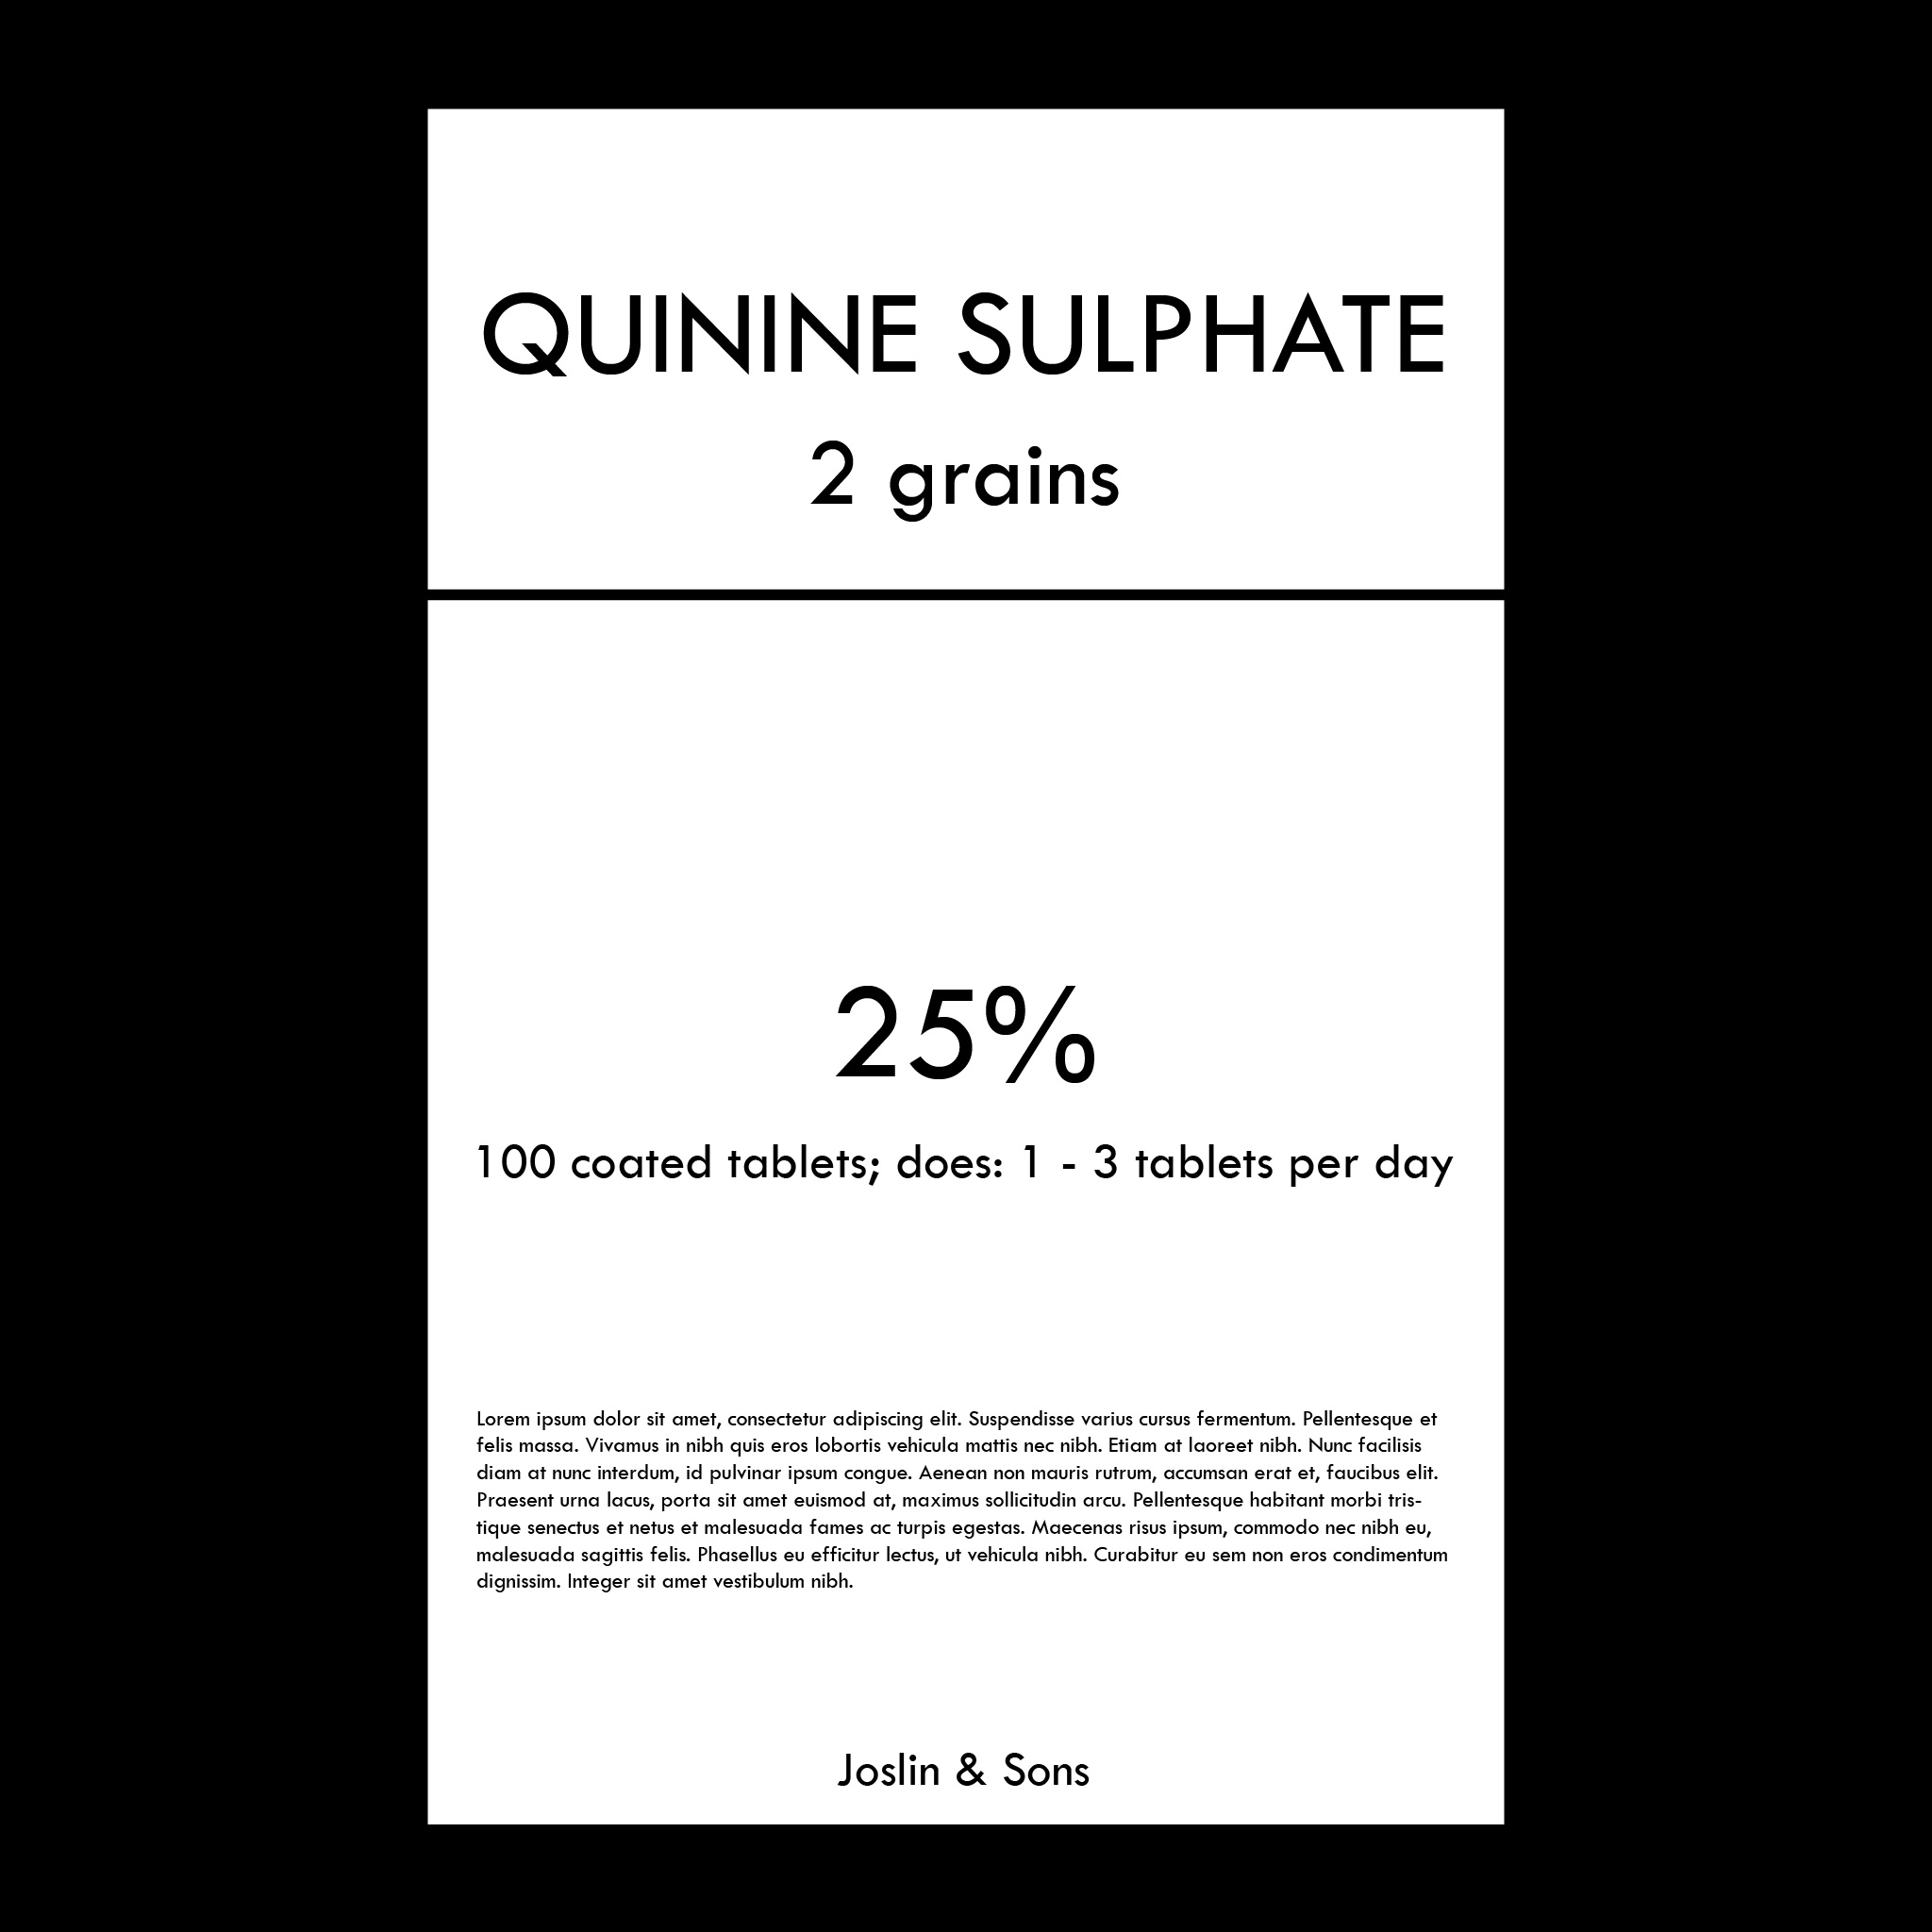 QUININE SULPHATE
2 grains
25%
100 coated tablets; does: 1 - 3 tablets per day
Lorem ipsum dolor sit amet, consectetur adipiscing elit. Suspendisse varius cursus fermentum. Pellentesque et
felis massa. Vivamus in nibh quis eros lobortis vehicula mattis nec nibh. Etiam at laoreet nibh. Nunc facilisis
diam at nunc interdum, id pulvinar ipsum congue. Aenean non mauris rutrum, accumsan erat et, faucibus elit.
Praesent urna lacus, porta sit amet euismod at, maximus sollicitudin arcu. Pellentesque habitant morbi tris-
tique senectus et netus et malesuada fames ac turpis egestas. Maecenas risus ipsum, commodo nec nibh eu,
malesuada sagittis felis. Phasellus eu efficitur lectus, ut vehicula nibh. Curabitur eu sem non eros condimentum
dignissim. Integer sit amet vestibulum nibh.
Joslin & Sons